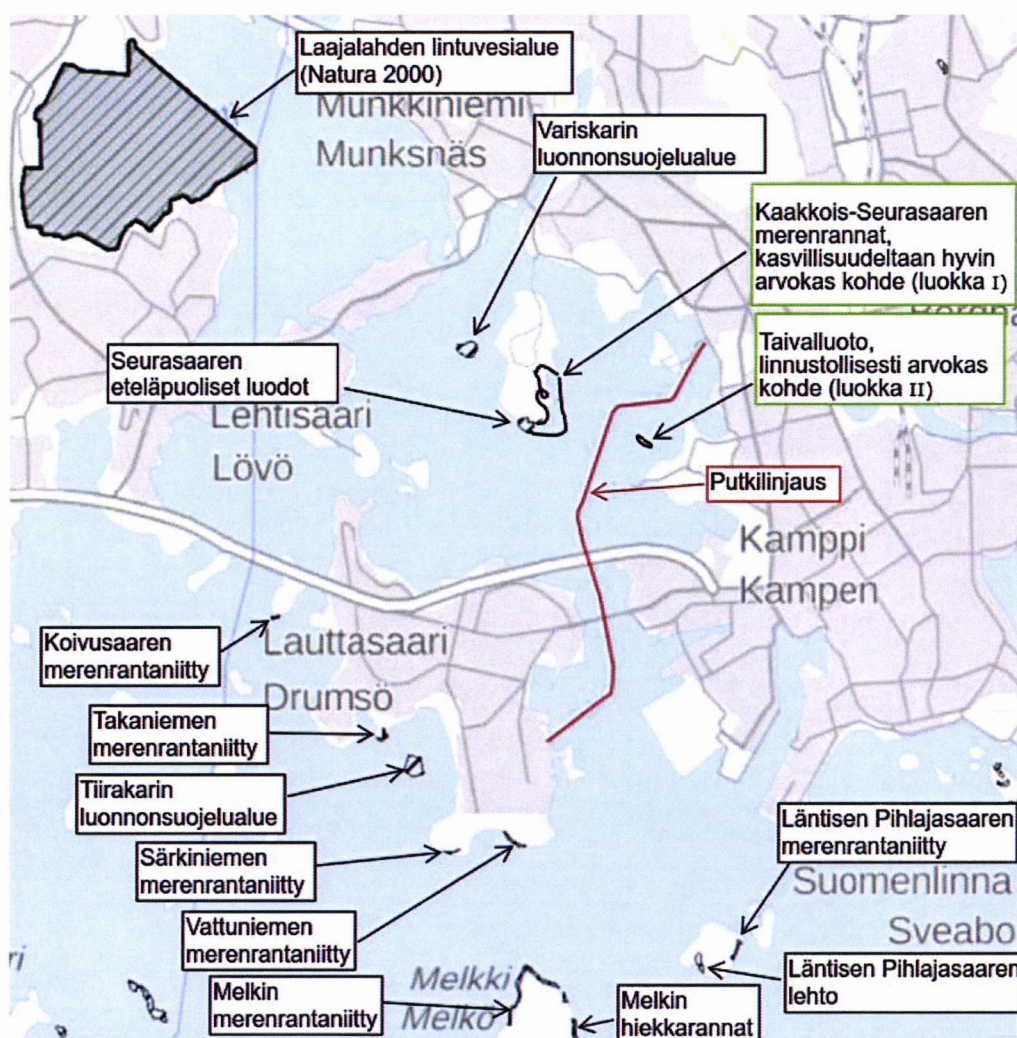 Laajalahden lintuvesialue
(Natura 2000)
Munkkiniemi-
Munksnäs
Variskarin
luonnonsuojelualue
Kaakkois-Seurasaaren
merenrannat,
kasvillisuudeltaan hyvin
arvokas kohde (luokka I)
Taivalluoto,
linnustollisesti arvokas
kohde (luokka II)
Seurasaaren
eteläpuoliset luodot
Lehtisaari
Lövö
Putkilinjaus
Kamppi
Kampen
Koivusaaren
merenrantaniitty
Lauttasaari
Drumsö
Takaniemen
merenrantaniitty
Tiirakarin
luonnonsuojelualue
Särkiniemen
merenrantaniitty
Läntisen Pihlajasaaren
merenrantaniitty
Suomenlinna
Sveabo
Vattuniemen
merenrantaniitty
Läntisen Pihlajasaaren
lehto
Melkki
Melkö
Melkin
merenrantaniitty
Melkin
hiekkarannat
ri